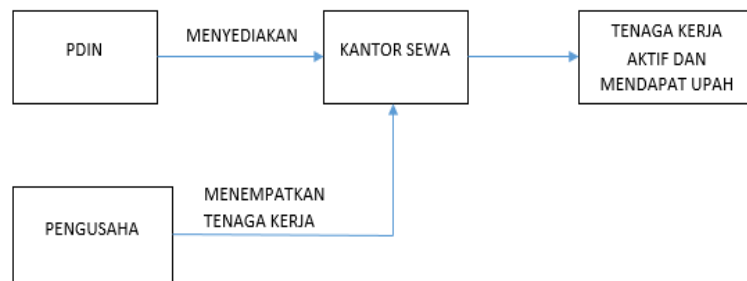 PDIN
MENYEDIAKAN
KANTOR SEWA
TENAGA KERJA
AKTIF DAN
MENDAPAT UPAH
PENGUSAHA
MENEMPATKAN
TENAGA KERJA